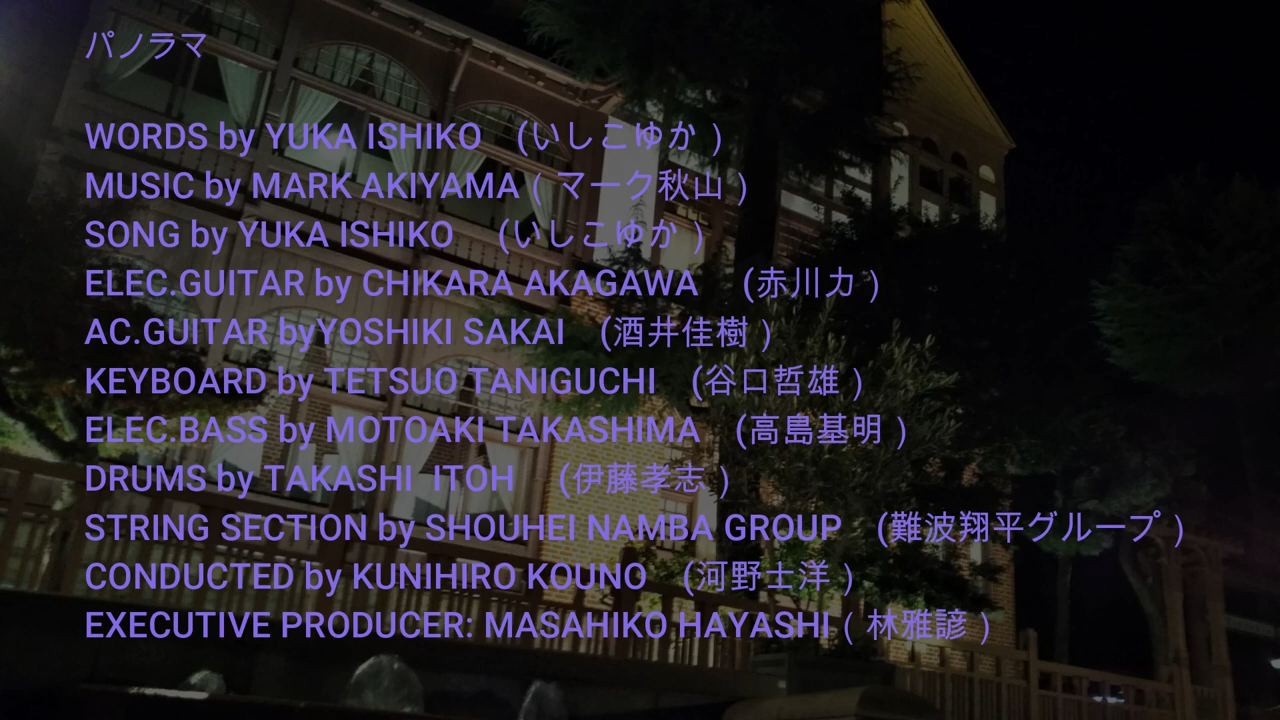 パノラマ
WORDS by YUKA ISHIKO (いしこゆか )
MUSIC by MARK AKIYAMA ( マーク秋山 )
SONG by YUKA ISHIKO (いしこゆか )
ELEC.GUITAR by CHIKARA AKAGAWA (赤川力 )
AC.GUITAR byYOSHIKI SAKAI (酒井佳樹 )
KEYBOARD by TETSUO TANIGUCHI (谷口哲雄 )
ELEC.BASS by MOTOAKI TAKASHIMA (高島基明 )
DRUMS by TAKASHI ITOH (伊藤孝志 )
STRING SECTION by SHOUHEI NAMBA GROUP (難波翔平グループ )
CONDUCTED by KUNIHIRO KOUNO (河野士洋 )
EXECUTIVE PRODUCER: MASAHIKO HAYASHI ( 林雅諺 )